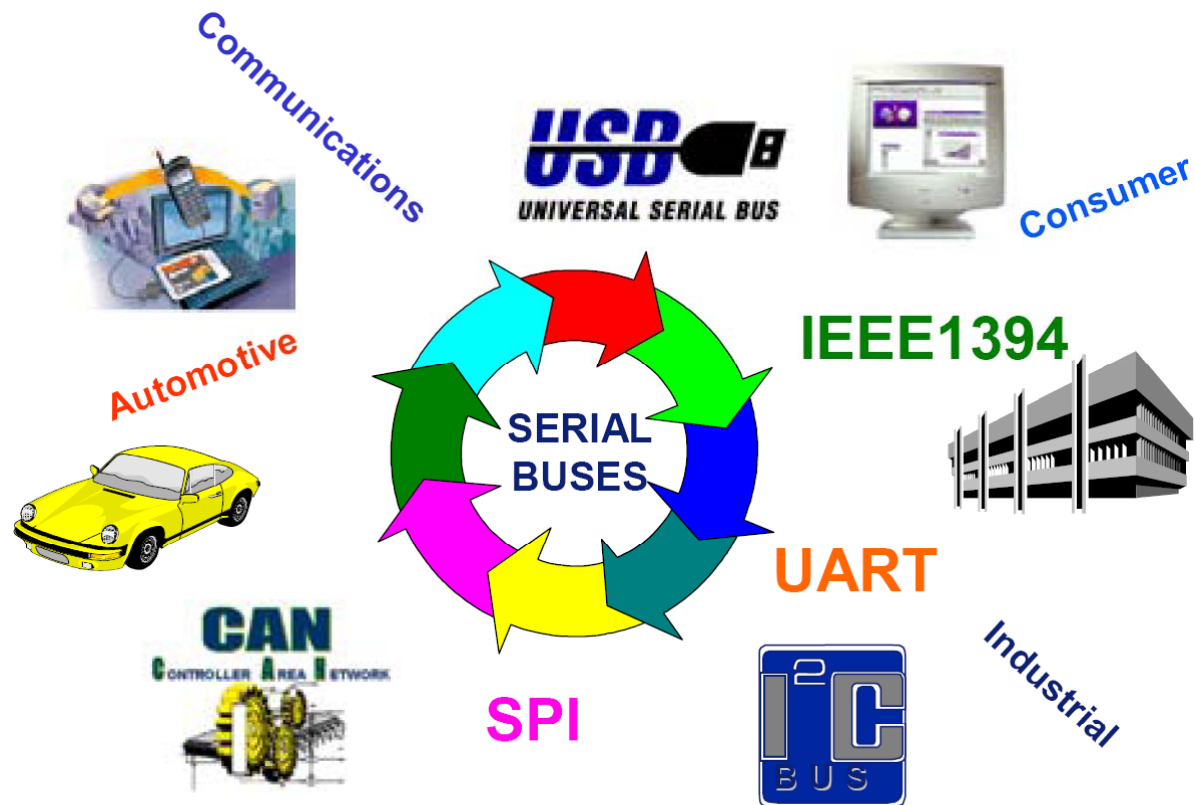 Communications
USB
UNIVERSAL SERIAL BUS
Consumer
IEEE1394
Automotive
SERIAL
BUSES
UART
CAN
CONTROLLER AREA NETWORK
SPI
I²C
BUS
Industrial